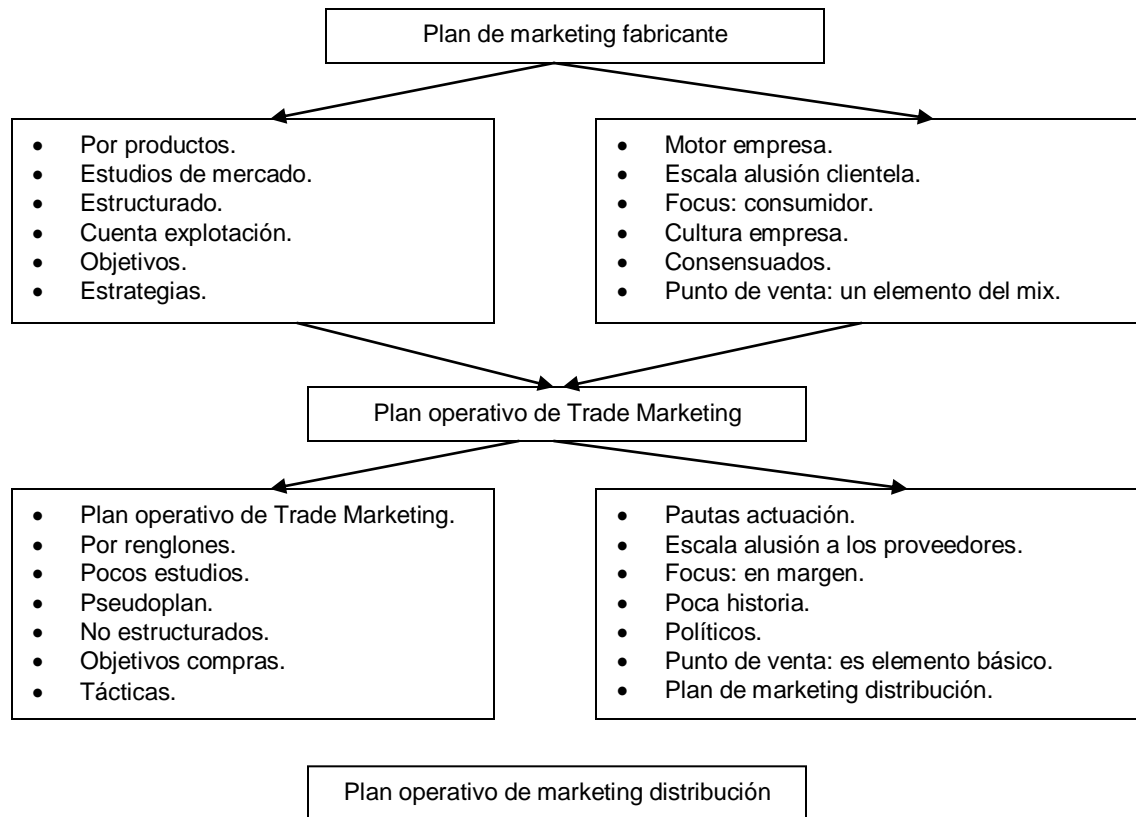 Plan de marketing fabricante
• Por productos.
• Estudios de mercado.
• Estructurado.
• Cuenta explotación.
• Objetivos.
• Estrategias.
• Motor empresa.
• Escala alusión clientela.
• Focus: consumidor.
• Cultura empresa.
• Consensuados.
• Punto de venta: un elemento del mix.
Plan operativo de Trade Marketing
• Plan operativo de Trade Marketing.
• Por renglones.
• Pocos estudios.
• Pseudoplan.
• No estructurados.
• Objetivos compras.
• Tácticas.
• Pautas actuación.
• Escala alusión a los proveedores.
• Focus: en margen.
• Poca historia.
• Políticos.
• Punto de venta: es elemento básico.
• Plan de marketing distribución.
Plan operativo de marketing distribución